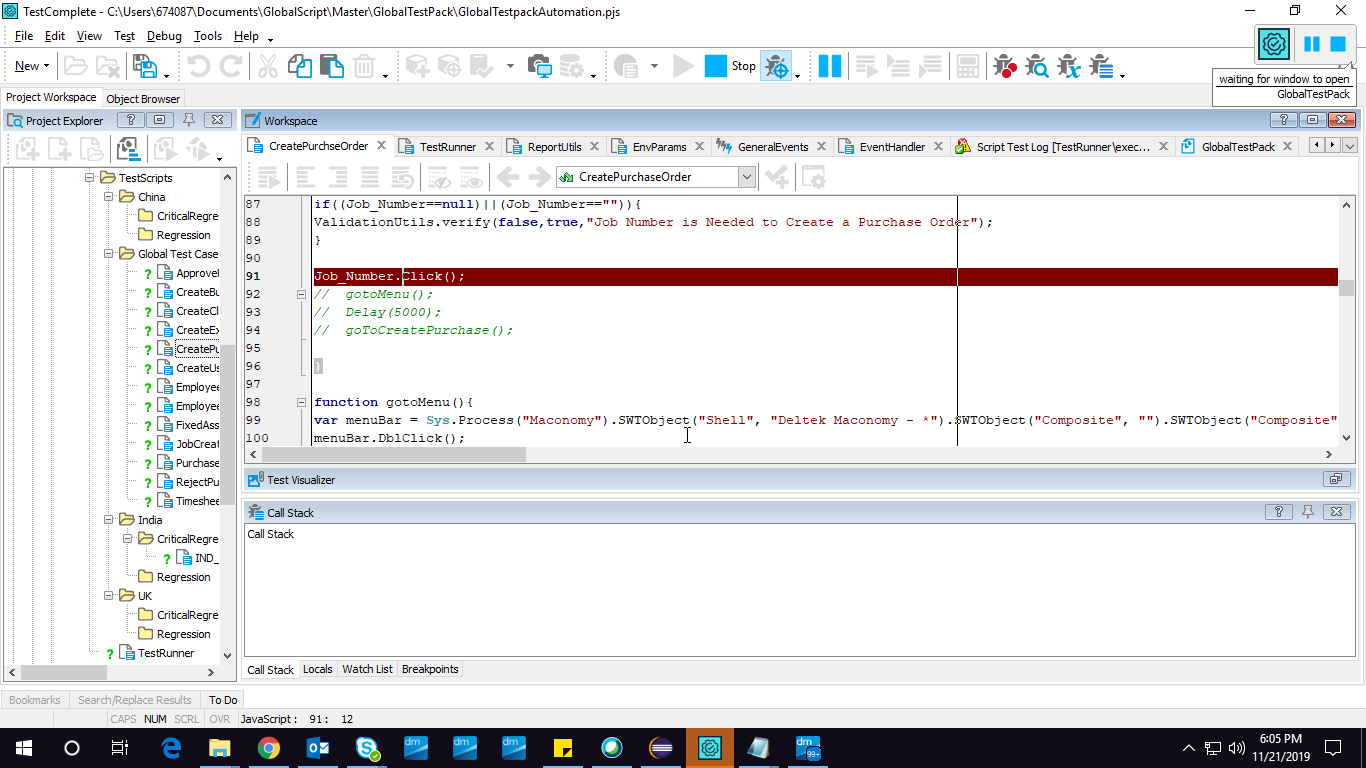 TestComplete - C:\Users\674087\Documents\GlobalScript\Master\GlobalTestPack\GlobalTestpackAutomation.pjs
File Edit View Test Debug Tools Help
New
Stop
waiting for window to open
GlobalTestPack
Project Workspace Object Browser
Project Explorer
Workspace
CreatePurchseOrder TestRunner ReportUtils EnvParams GeneralEvents EventHandler Script Test Log [TestRunner\exec... GlobalTestPack
CreatePurchaseOrder
TestScripts
China
CriticalRegre
Regression
Global Test Case
Approvel
CreateBu
CreateCl
CreateEx
CreatePu
CreateUs
Employee
Employee
FixedAss
JobCreat
Purchase
RejectPu
Timeshee
India
CriticalRegre
IND_
Regression
UK
CriticalRegre
Regression
TestRunner
87 if((Job_Number==null)||(Job_Number=="")){
88 ValidationUtils.verify(false,true,"Job Number is Needed to Create a Purchase Order");
89 }
90
91 Job_Number.Click();
92 // gotoMenu();
93 // Delay(5000);
94 // goToCreatePurchase();
95
96 }
97
98 function gotoMenu(){
99 var menuBar = Sys.Process("Maconomy").SWTObject("Shell", "Deltek Maconomy - *").SWTObject("Composite", "").SWTObject("Composite"
100 menuBar.DblClick();
Test Visualizer
Call Stack
Call Stack
Call Stack Locals Watch List Breakpoints
Bookmarks Search/Replace Results To Do
CAPS NUM SCRL OVR JavaScript : 91: 12
dm dm dm dm 99+
6:05 PM
11/21/2019